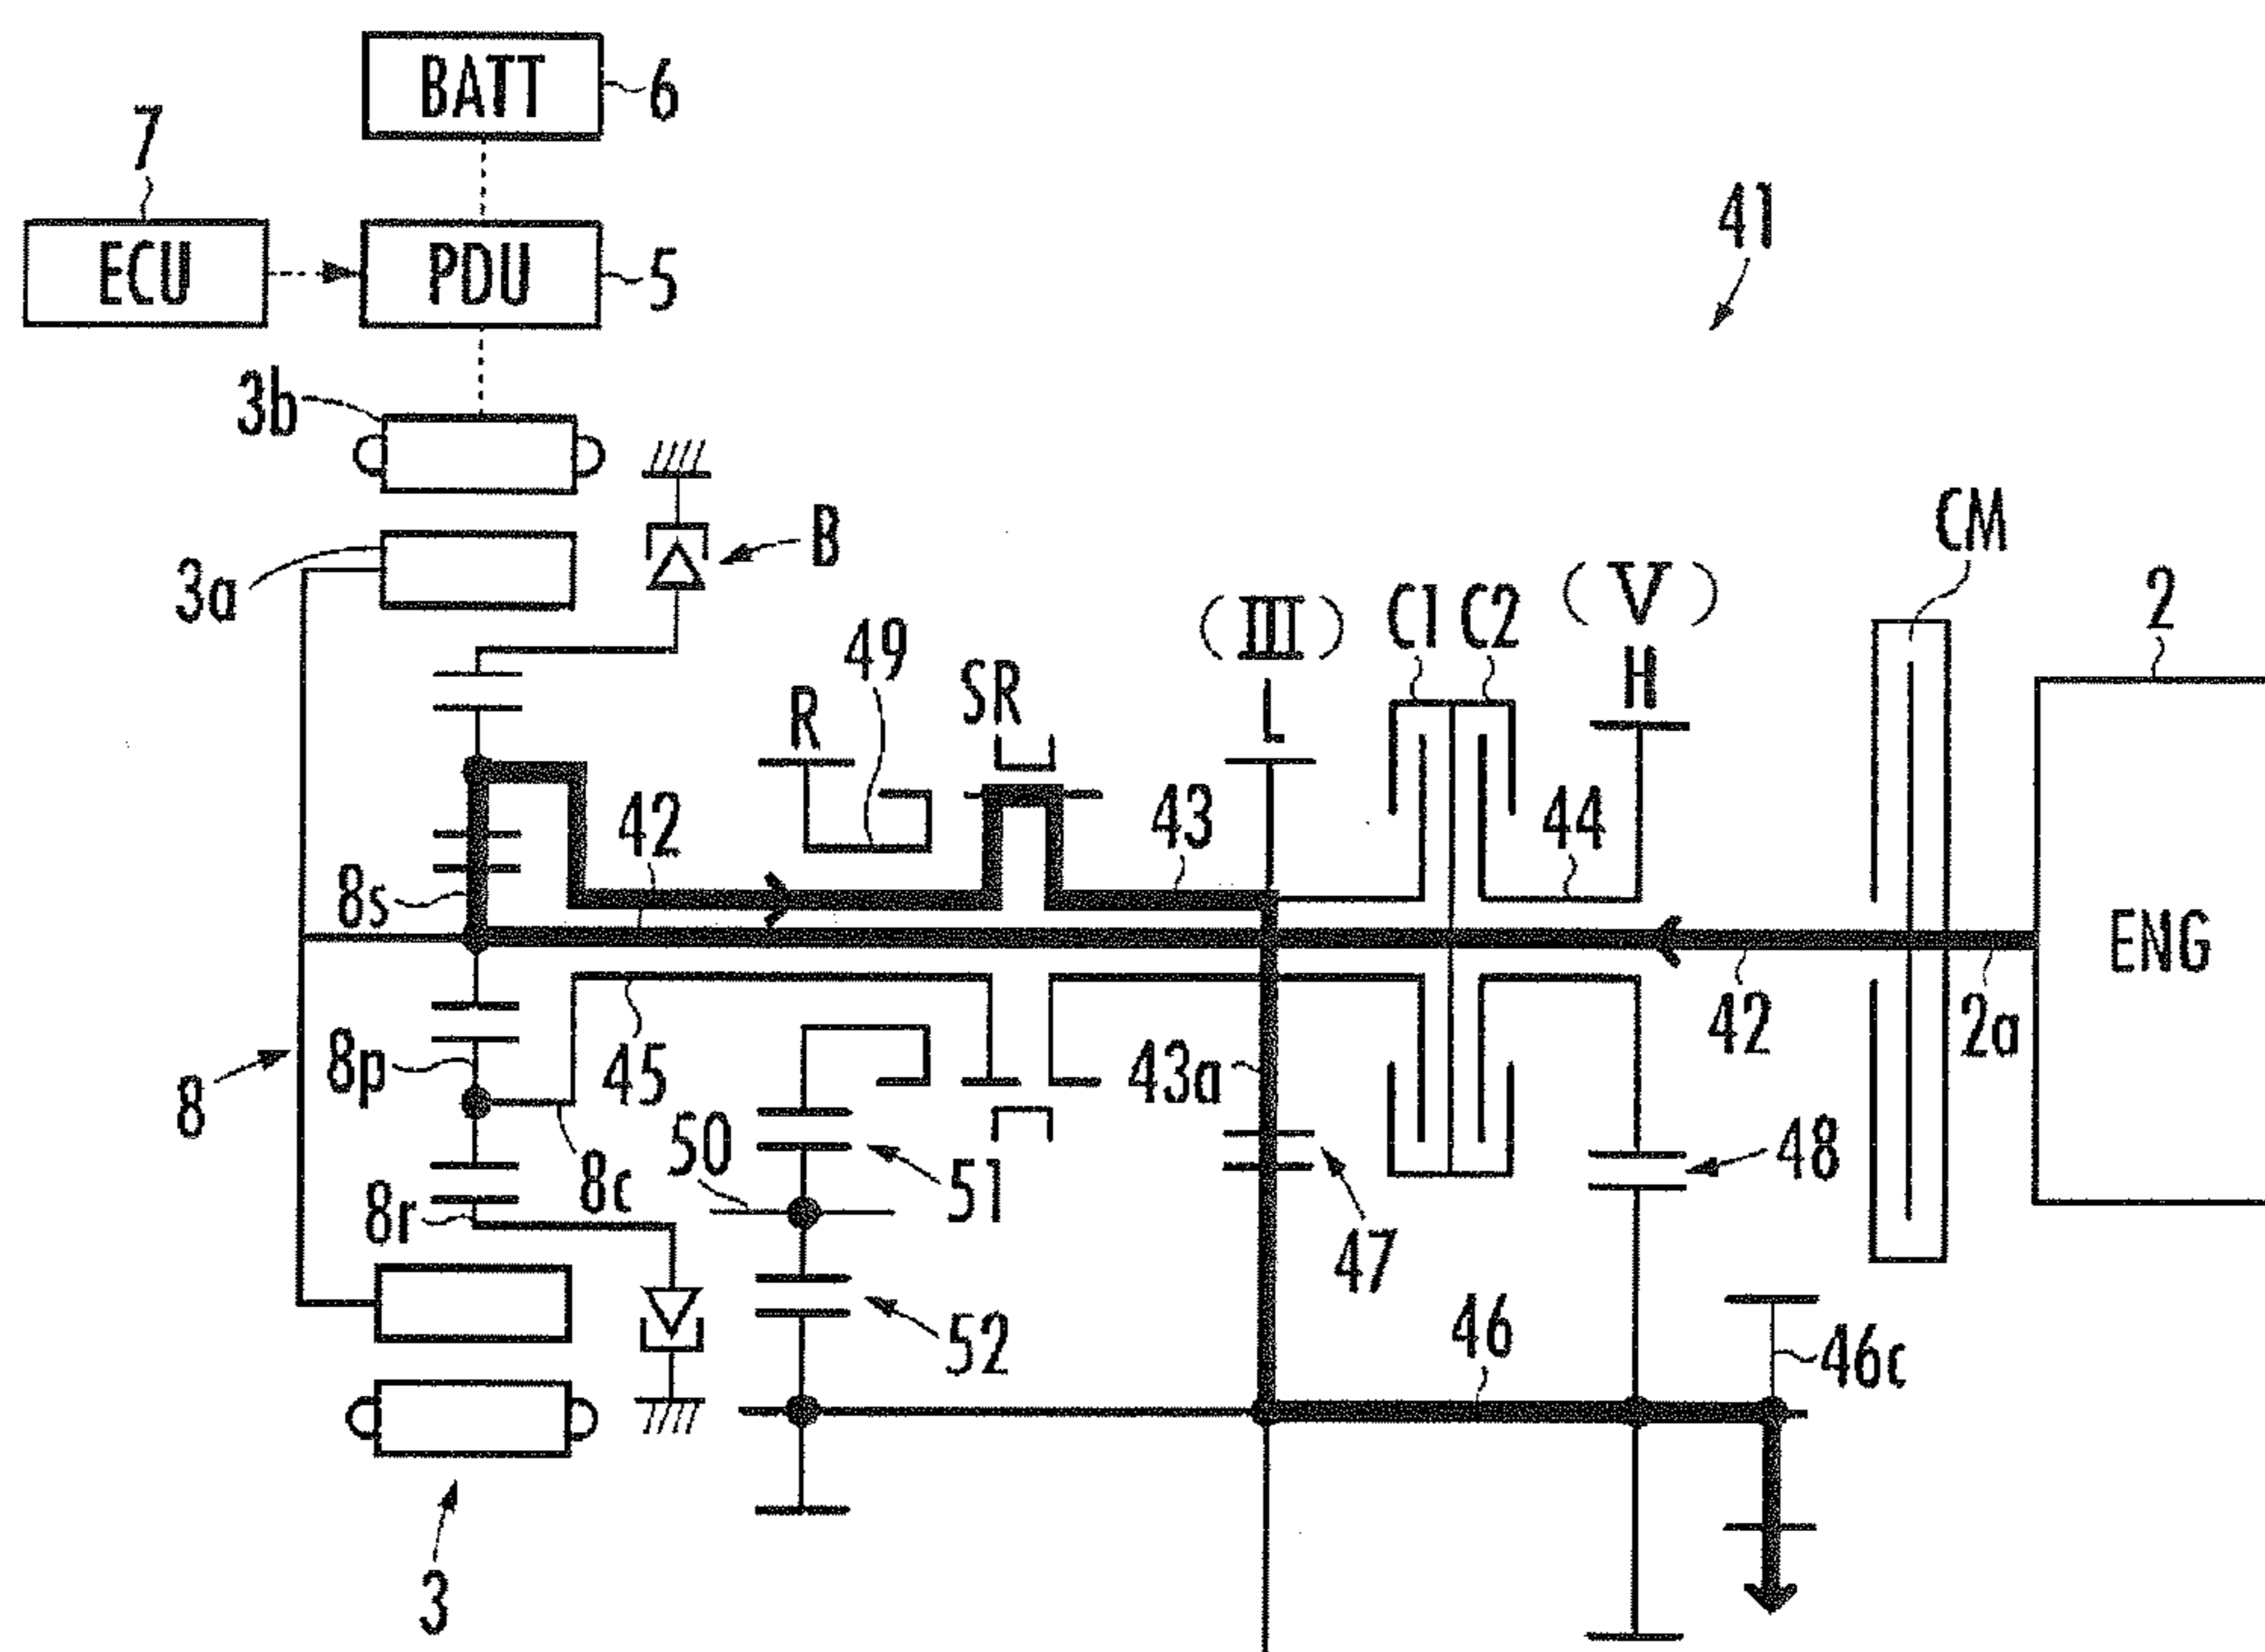 BATT
6
7
ECU
PDU
5
41
3b
3a
B
CM
2
(III)
C1
C2
(V)
49
SR
R
L
H
42
43
44
8s
ENG
8p
45
43a
42
2a
8
50
8c
51
48
8r
47
52
46
46c
3